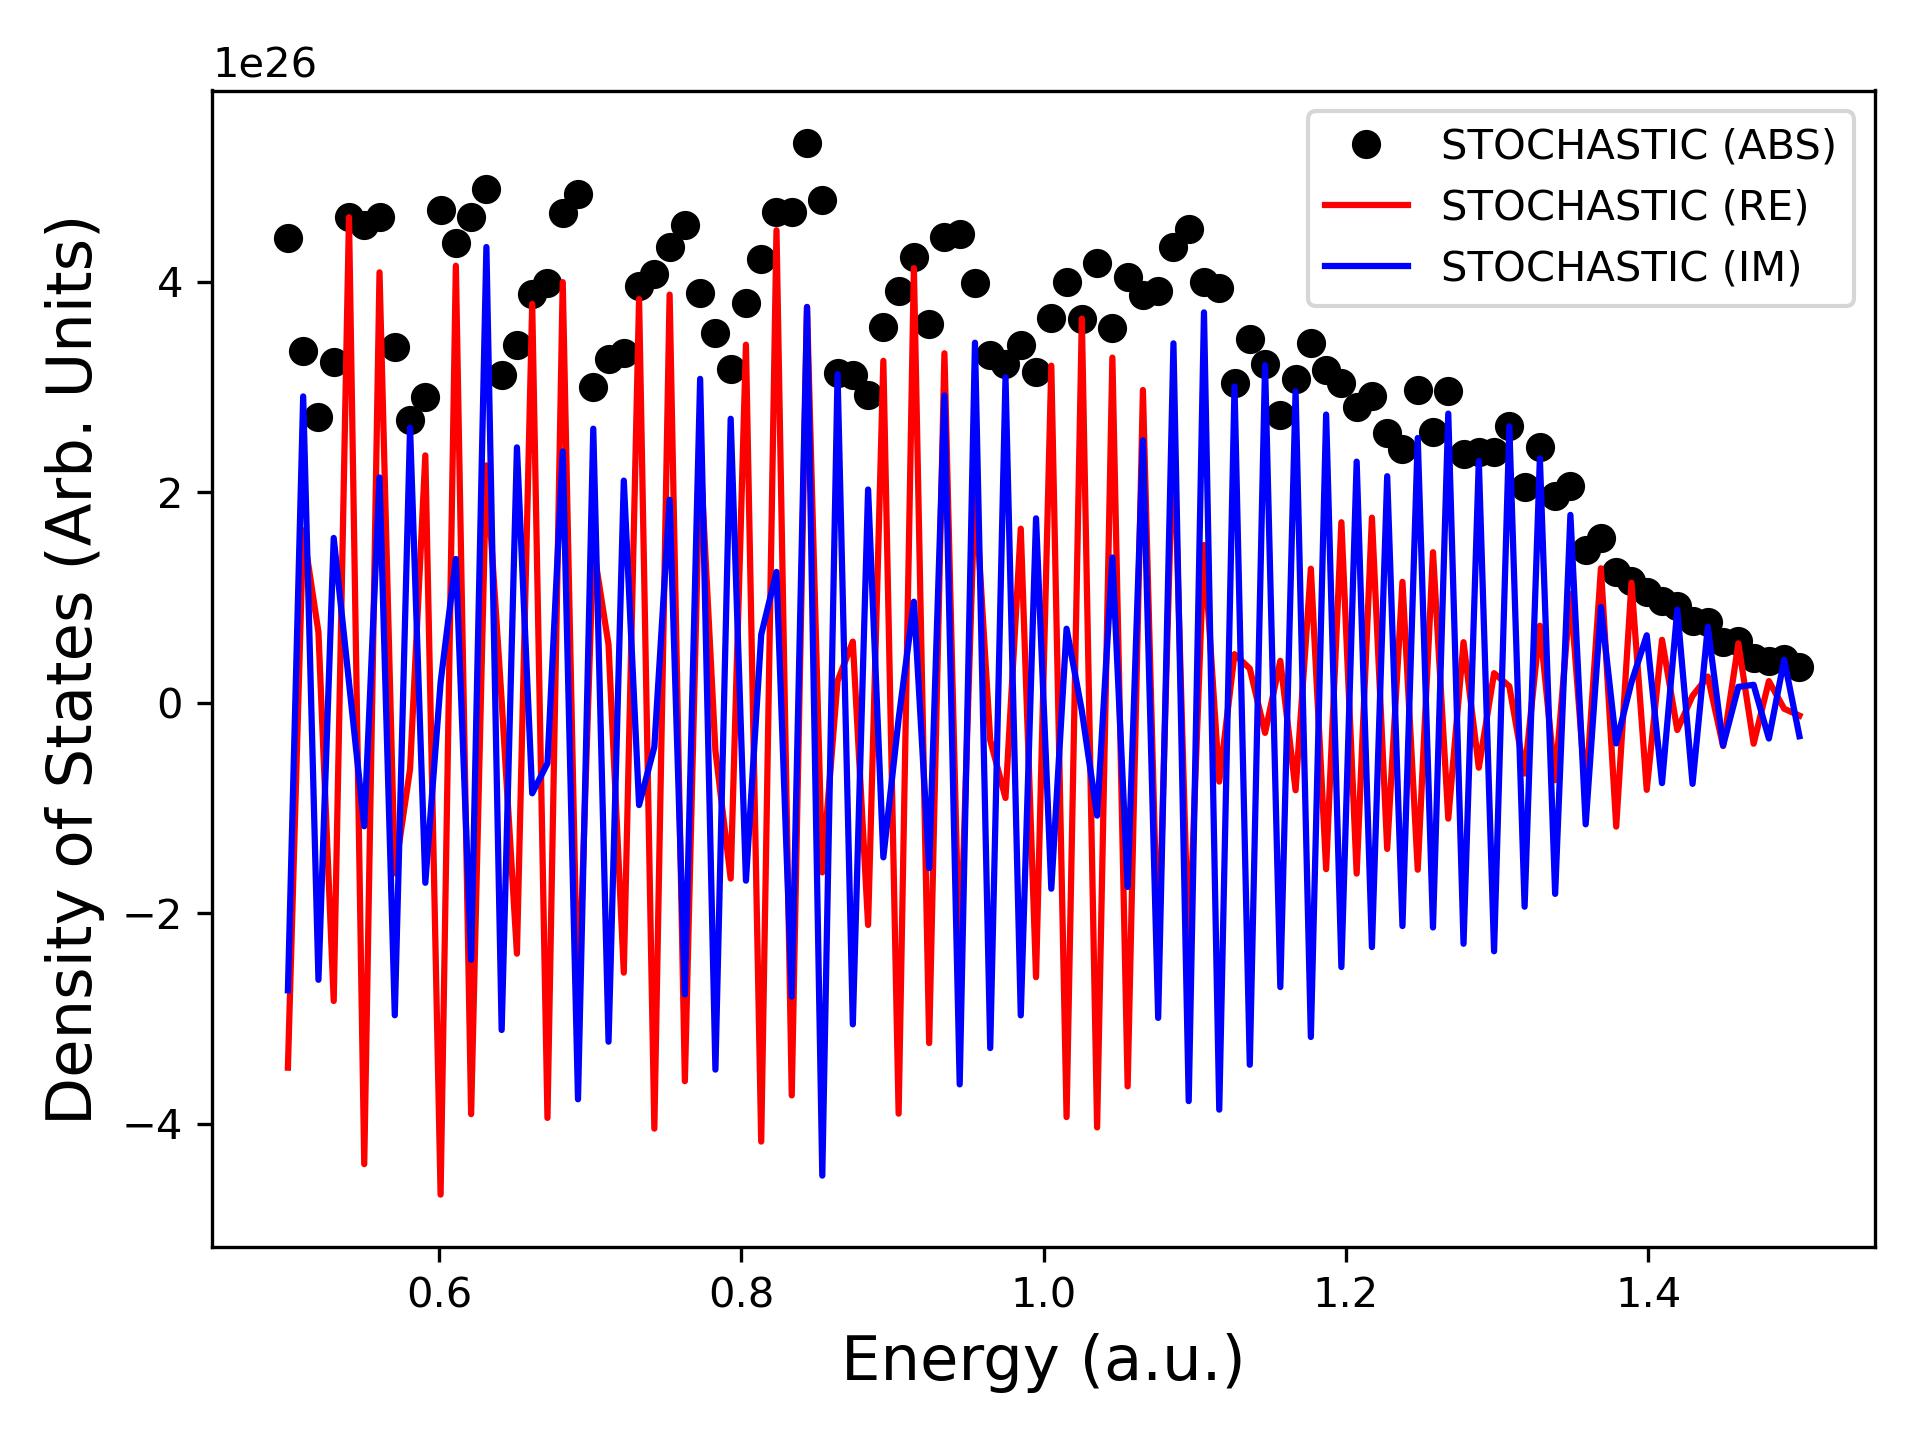 1e26
STOCHASTIC (ABS)
STOCHASTIC (RE)
STOCHASTIC (IM)
Density of States (Arb. Units)
4
2
0
−2
−4
0.6 0.8 1.0 1.2 1.4
Energy (a.u.)